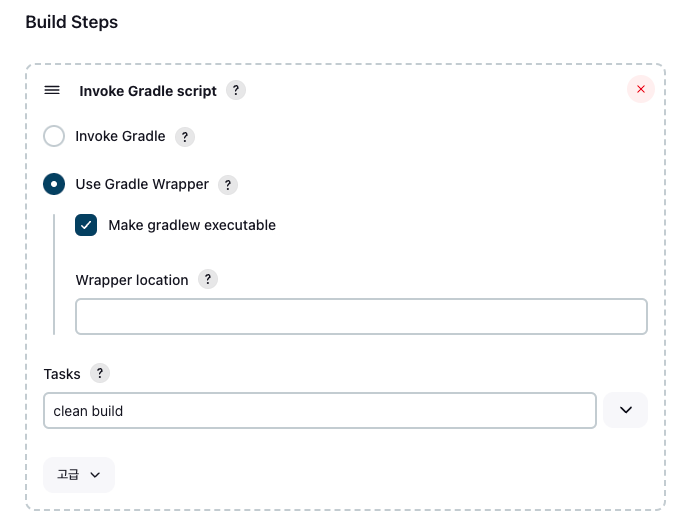 Build Steps
Invoke Gradle script ?
Invoke Gradle ?
Use Gradle Wrapper ?
Make gradlew executable
Wrapper location ?
Tasks ?
clean build
고급